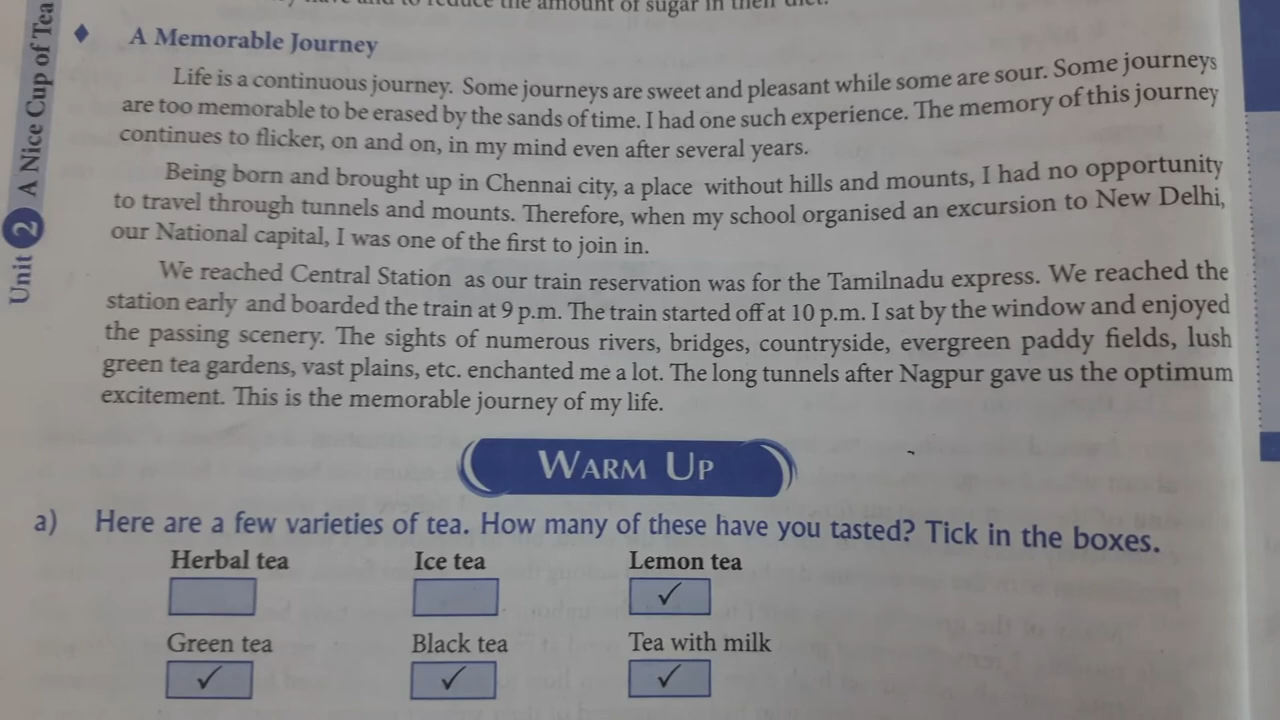 the amount of sugar in their diet.
Unit 2 A Nice Cup of Tea
♦ A Memorable Journey
Life is a continuous journey. Some journeys are sweet and pleasant while some are sour. Some journeys
are too memorable to be erased by the sands of time. I had one such experience. The memory of this journey
continues to flicker, on and on, in my mind even after several years.
Being born and brought up in Chennai city, a place without hills and mounts, I had no opportunity
to travel through tunnels and mounts. Therefore, when my school organised an excursion to New Delhi,
our National capital, I was one of the first to join in.
We reached Central Station as our train reservation was for the Tamilnadu express. We reached the
station early and boarded the train at 9 p.m. The train started off at 10 p.m. I sat by the window and enjoyed
the passing scenery. The sights of numerous rivers, bridges, countryside, evergreen paddy fields, lush
green tea gardens, vast plains, etc. enchanted me a lot. The long tunnels after Nagpur gave us the optimum
excitement. This is the memorable journey of my life.
WARM UP
a) Here are a few varieties of tea. How many of these have you tasted? Tick in the boxes.
Herbal tea Ice tea Lemon tea
✓
Green tea Black tea Tea with milk
✓ ✓ ✓